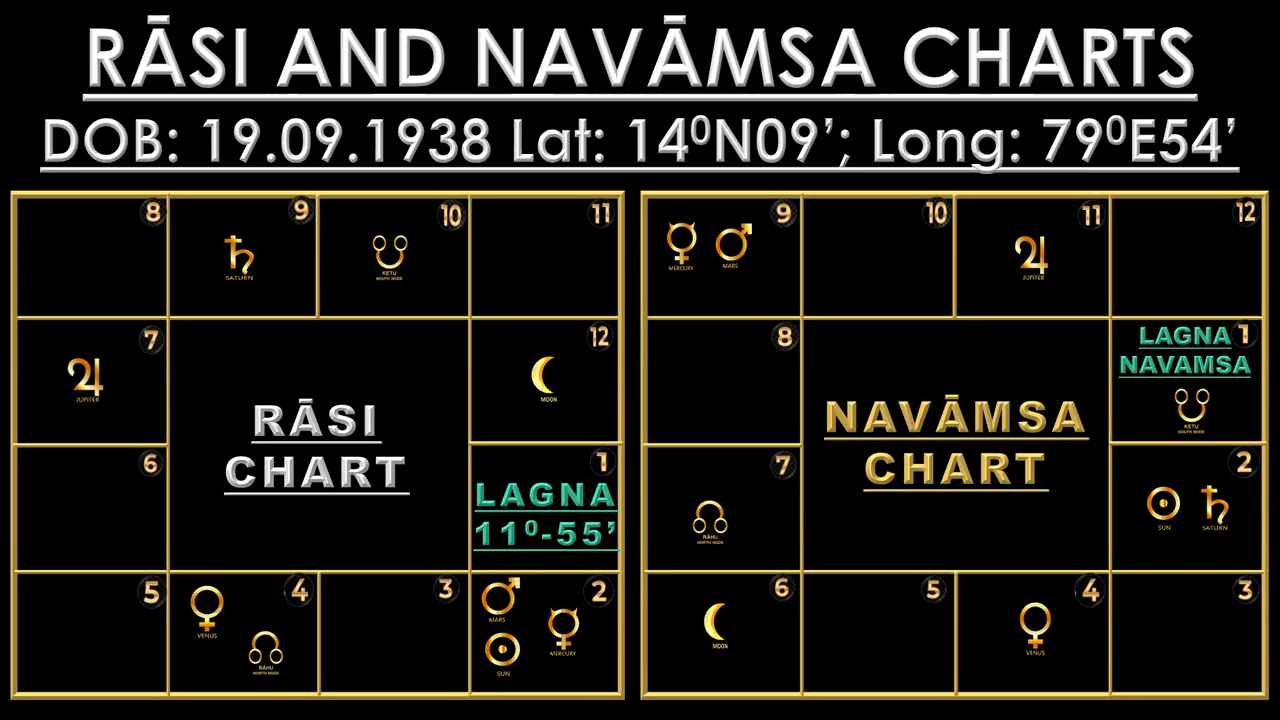 RĀSI AND NAVĀMSA CHARTS
DOB: 19.09.1938 Lat: 14⁰N09’; Long: 79⁰E54’
8
9
SATURN
10
KETU
SOUTH NODE
11
7
JUPITER
12
MOON
RĀSI
CHART
6
1
LAGNA
11⁰-55’
5
4
VENUS
RĀHU
NORTH NODE
3
2
MARS
MERCURY
SUN
9
MERCURY
MARS
10
11
JUPITER
12
8
LAGNA 1
NAVAMSA
KETU
SOUTH NODE
NAVĀMSA
CHART
7
RĀHU
NORTH NODE
2
SUN
SATURN
6
MOON
5
4
VENUS
3